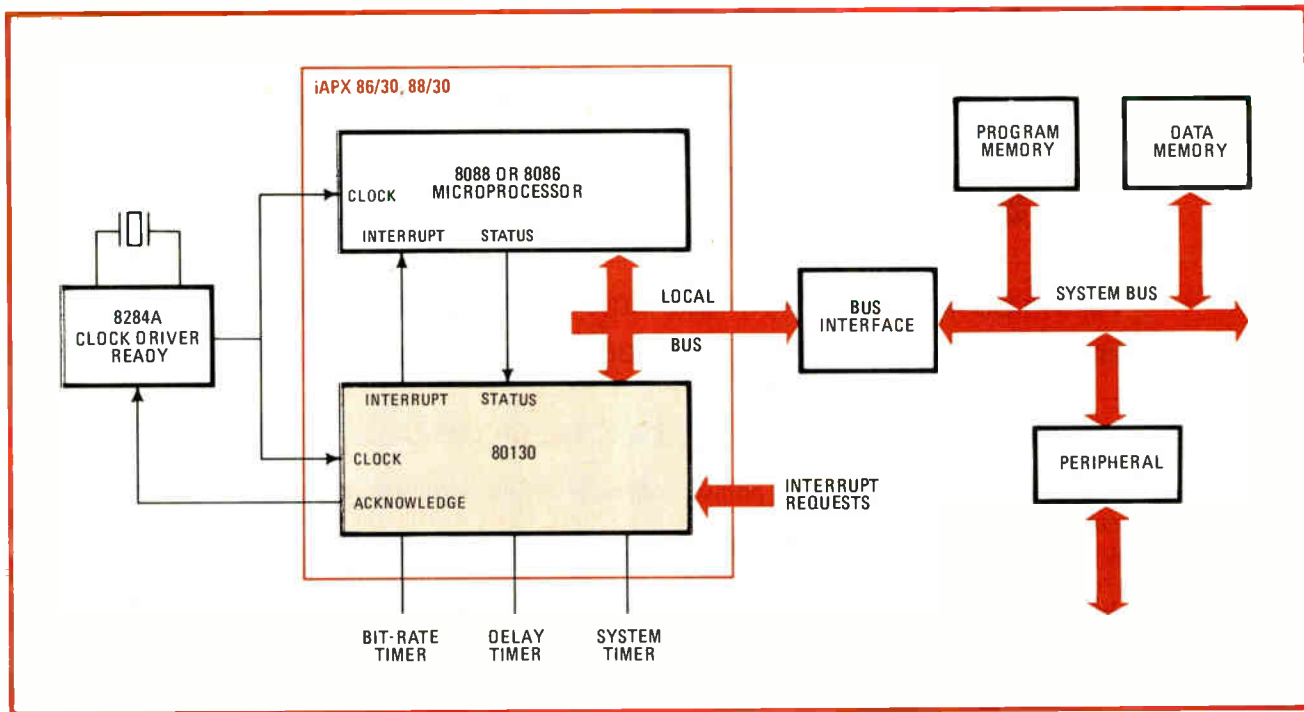 iAPX 86/30, 88/30
8088 OR 8086
MICROPROCESSOR
CLOCK
INTERRUPT STATUS
8284A
CLOCK DRIVER
READY
LOCAL
BUS
BUS
INTERFACE
PROGRAM
MEMORY
DATA
MEMORY
SYSTEM BUS
INTERRUPT STATUS
80130
CLOCK
ACKNOWLEDGE
INTERRUPT
REQUESTS
PERIPHERAL
BIT-RATE
TIMER
DELAY
TIMER
SYSTEM
TIMER